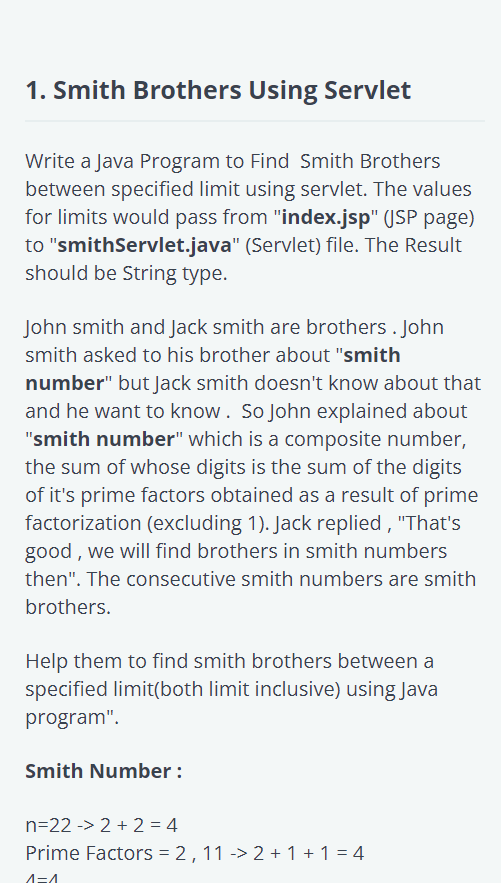 1. Smith Brothers Using Servlet
Write a Java Program to Find  Smith Brothers
between specified limit using servlet. The values
for limits would pass from "index.jsp" (JSP page)
to "smithServlet.java" (Servlet) file. The Result
should be String type.
John smith and Jack smith are brothers . John
smith asked to his brother about "smith
number" but Jack smith doesn't know about that
and he want to know .  So John explained about
"smith number" which is a composite number,
the sum of whose digits is the sum of the digits
of it's prime factors obtained as a result of prime
factorization (excluding 1). Jack replied , "That's
good , we will find brothers in smith numbers
then". The consecutive smith numbers are smith
brothers.
Help them to find smith brothers between a
specified limit(both limit inclusive) using Java
program".
Smith Number :
n=22 -> 2 + 2 = 4
Prime Factors = 2 , 11 -> 2 + 1 + 1 = 4
4=4